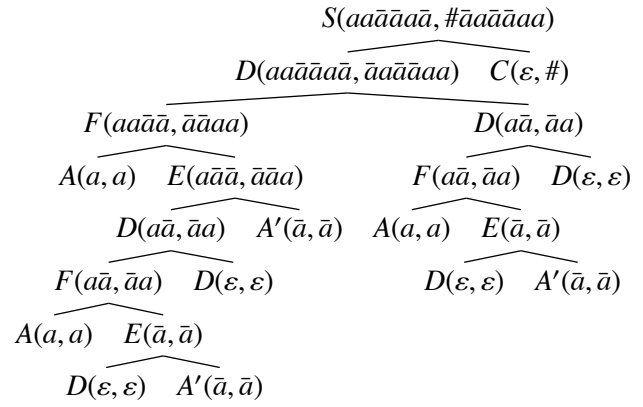 S(aaāāaā, #āaāāaa)
D(aaāāaā, āaāāaa) C(ε, #)
F(aaāā, āāaa) D(aā, āa)
A(a, a) E(aāā, āāa) F(aā, āa) D(ε, ε)
D(aā, āa) A′(ā, ā) A(a, a) E(ā, ā)
F(aā, āa) D(ε, ε) D(ε, ε) A′(ā, ā)
A(a, a) E(ā, ā)
D(ε, ε) A′(ā, ā)